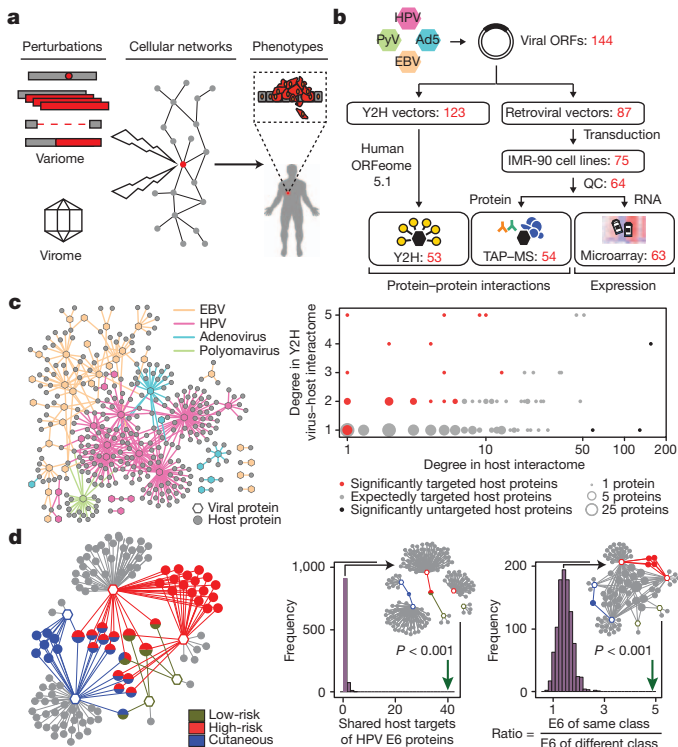 a
Perturbations
Cellular networks
Phenotypes
Variome
Virome
b
HPV
PyV
Ad5
EBV
Viral ORFs: 144
Y2H vectors: 123
Retroviral vectors: 87
Transduction
Human
ORFeome
5.1
IMR-90 cell lines: 75
QC: 64
Protein
RNA
Y2H: 53
TAP–MS: 54
Microarray: 63
Protein–protein interactions
Expression
c
EBV
HPV
Adenovirus
Polyomavirus
Viral protein
Host protein
Degree in Y2H
virus–host interactome
5
4
3
2
1
1
10
100
200
Degree in host interactome
Significantly targeted host proteins
Expectedly targeted host proteins
Significantly untargeted host proteins
1 protein
5 proteins
25 proteins
d
Low-risk
High-risk
Cutaneous
Frequency
1,000
500
0
P < 0.001
0
20
40
Shared host targets
of HPV E6 proteins
Frequency
200
100
0
P < 0.001
1
3
5
Ratio =
E6 of same class
E6 of different class